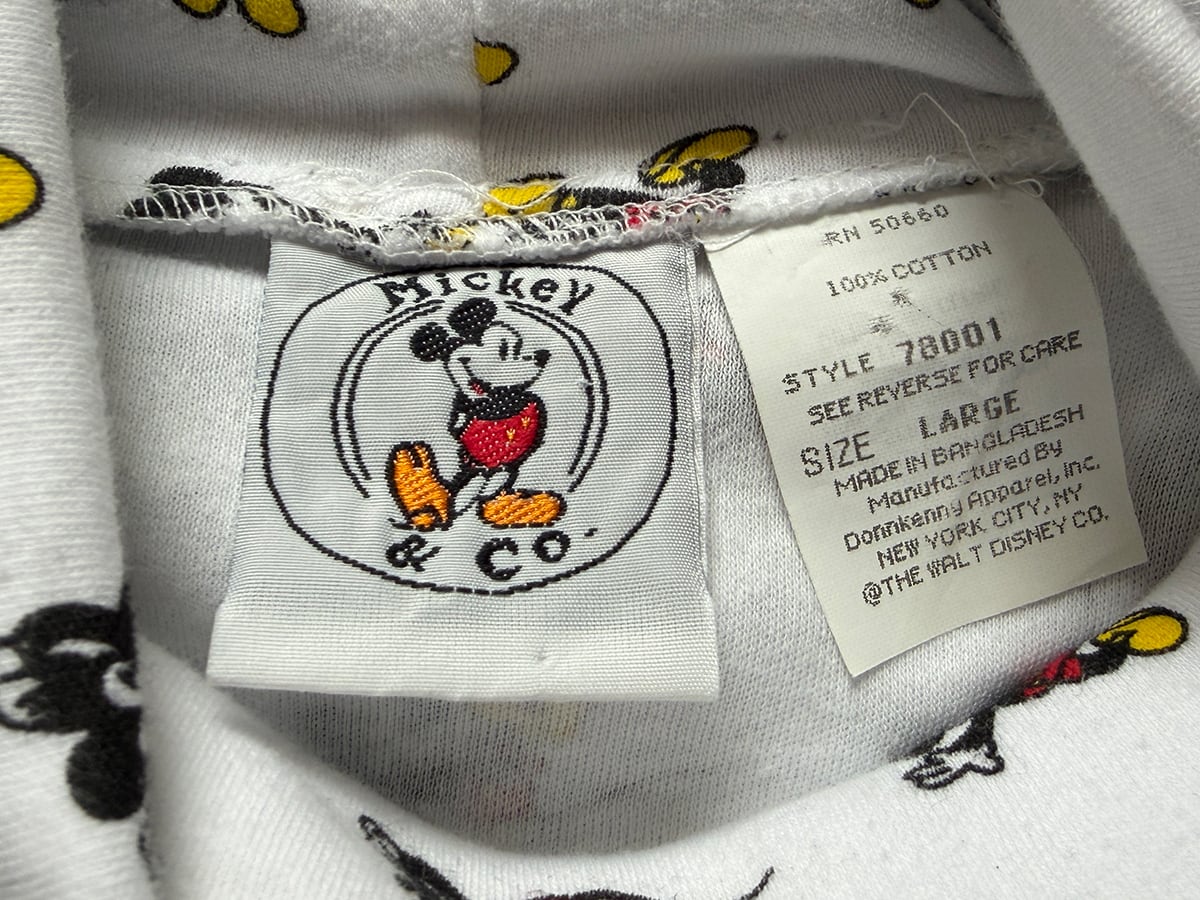 Mickey
& Co.
RN 50660
100% COTTON
STYLE 78001
SEE REVERSE FOR CARE
SIZE LARGE
MADE IN BANGLADESH
Manufactured By
Donnkenny Apparel, Inc.
NEW YORK CITY, NY
@THE WALT DISNEY CO.